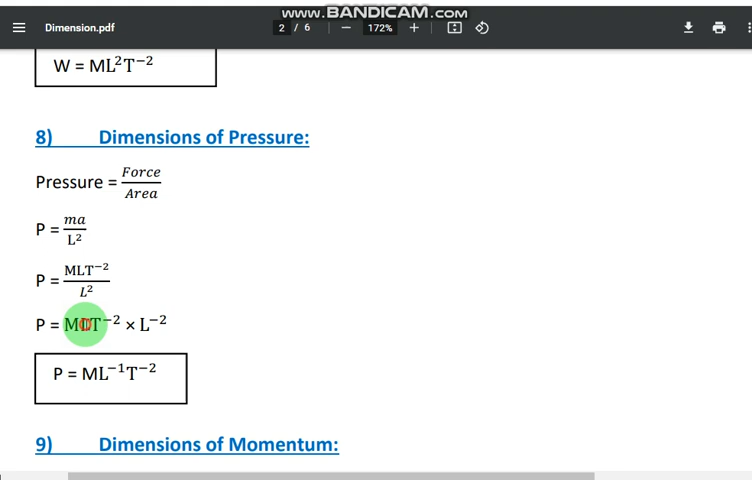 WWW.BANDICAM.COM
Dimension.pdf 2 / 6 — 172% +
W = ML²T⁻²
8) Dimensions of Pressure:
Pressure = Force/Area
P = ma/L²
P = MLT⁻²/L²
P = MLT⁻² × L⁻²
P = ML⁻¹T⁻²
9) Dimensions of Momentum: